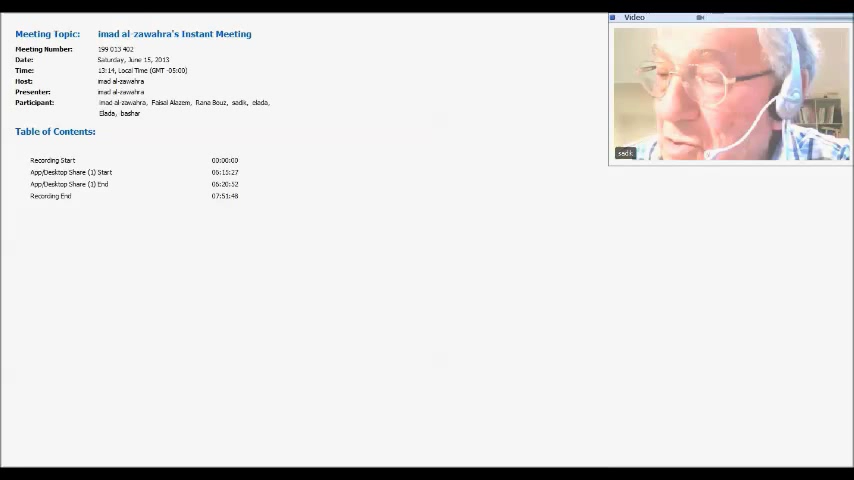 Meeting Topic: imad al-zawahra's Instant Meeting
Meeting Number: 199 013 402
Date: Saturday, June 15, 2013
Time: 13:14, Local Time (GMT -05:00)
Host: imad al-zawahra
Presenter: imad al-zawahra
Participant: imad al-zawahra, Faisal Alazem, Rana Bouz, sadik, elada,
Elada, bashar
Table of Contents:
Recording Start 00:00:00
App/Desktop Share (1) Start 06:15:27
App/Desktop Share (1) End 06:20:52
Recording End 07:51:48
Video
sadik